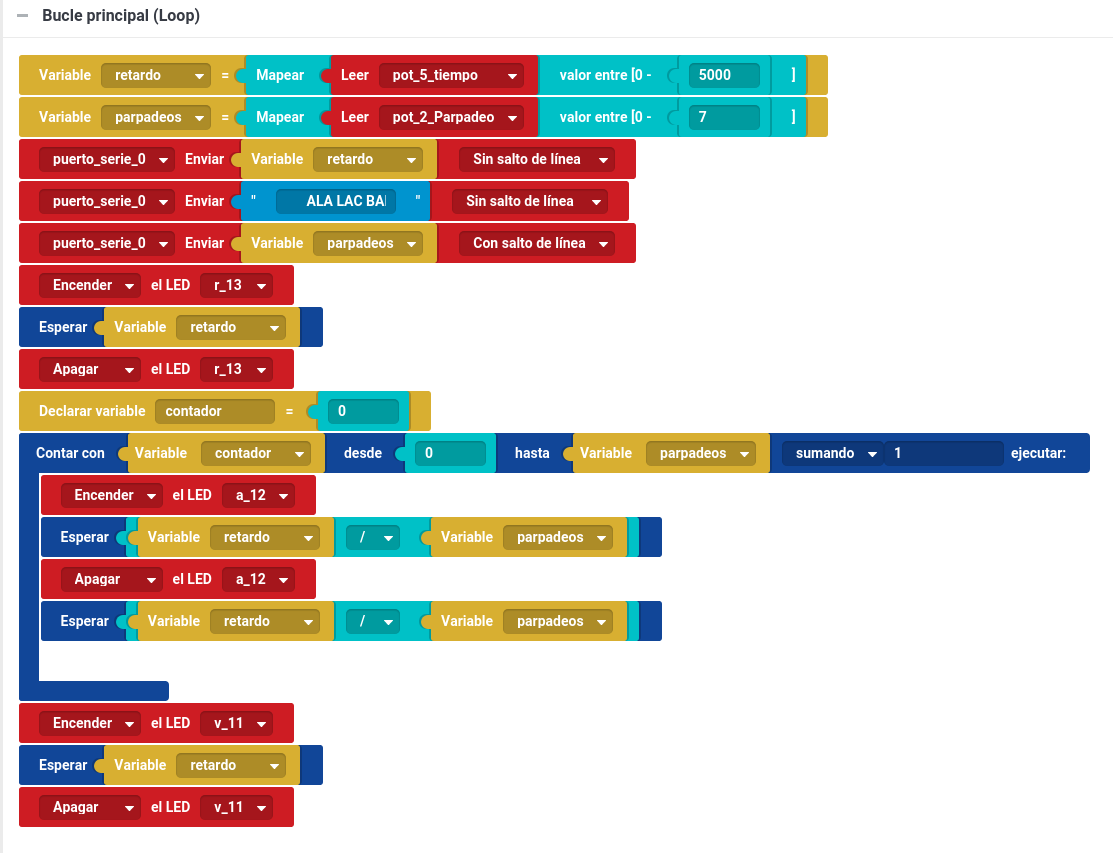 Bucle principal (Loop)
Variable retardo = Mapear Leer pot_5_tiempo valor entre [0 - 5000 ]
Variable parpadeos = Mapear Leer pot_2_Parpadeo valor entre [0 - 7 ]
puerto_serie_0 Enviar Variable retardo Sin salto de línea
puerto_serie_0 Enviar " ALA LAC " Sin salto de línea
puerto_serie_0 Enviar Variable parpadeos Con salto de línea
Encender el LED r_13
Esperar Variable retardo
Apagar el LED r_13
Declarar variable contador = 0
Contar con Variable contador desde 0 hasta Variable parpadeos sumando 1 ejecutar:
Encender el LED a_12
Esperar Variable retardo / Variable parpadeos
Apagar el LED a_12
Esperar Variable retardo / Variable parpadeos
Encender el LED v_11
Esperar Variable retardo
Apagar el LED v_11